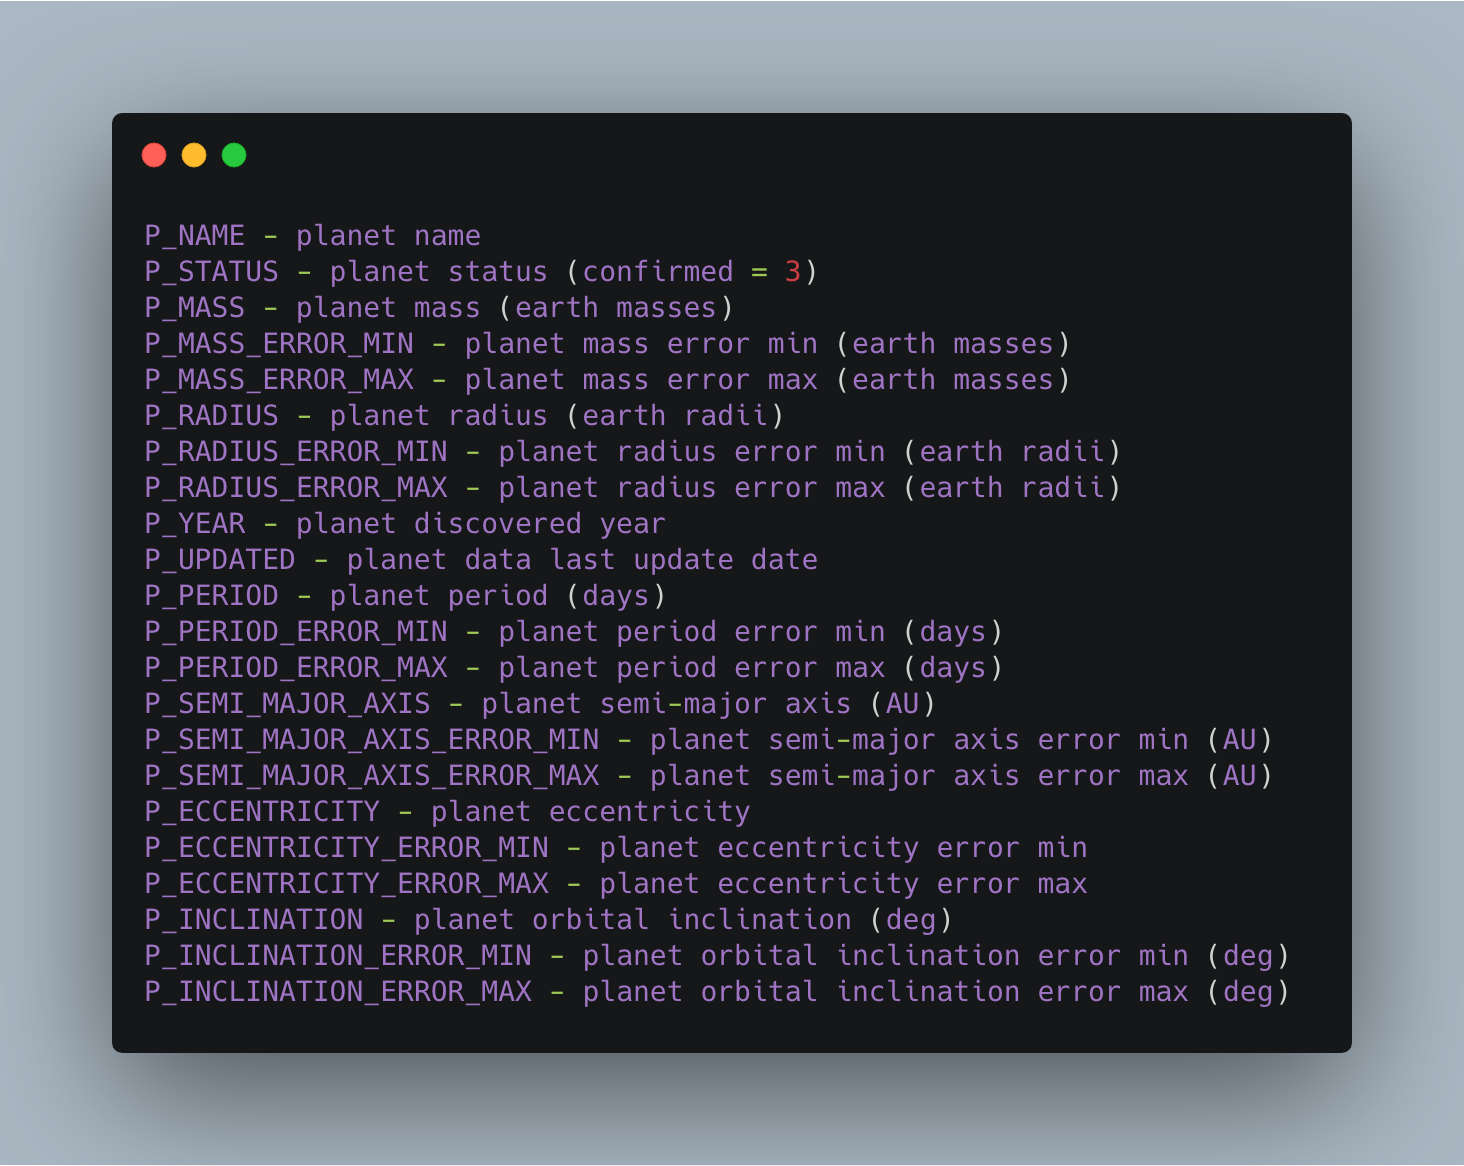 P_NAME - planet name
P_STATUS - planet status (confirmed = 3)
P_MASS - planet mass (earth masses)
P_MASS_ERROR_MIN - planet mass error min (earth masses)
P_MASS_ERROR_MAX - planet mass error max (earth masses)
P_RADIUS - planet radius (earth radii)
P_RADIUS_ERROR_MIN - planet radius error min (earth radii)
P_RADIUS_ERROR_MAX - planet radius error max (earth radii)
P_YEAR - planet discovered year
P_UPDATED - planet data last update date
P_PERIOD - planet period (days)
P_PERIOD_ERROR_MIN - planet period error min (days)
P_PERIOD_ERROR_MAX - planet period error max (days)
P_SEMI_MAJOR_AXIS - planet semi-major axis (AU)
P_SEMI_MAJOR_AXIS_ERROR_MIN - planet semi-major axis error min (AU)
P_SEMI_MAJOR_AXIS_ERROR_MAX - planet semi-major axis error max (AU)
P_ECCENTRICITY - planet eccentricity
P_ECCENTRICITY_ERROR_MIN - planet eccentricity error min
P_ECCENTRICITY_ERROR_MAX - planet eccentricity error max
P_INCLINATION - planet orbital inclination (deg)
P_INCLINATION_ERROR_MIN - planet orbital inclination error min (deg)
P_INCLINATION_ERROR_MAX - planet orbital inclination error max (deg)